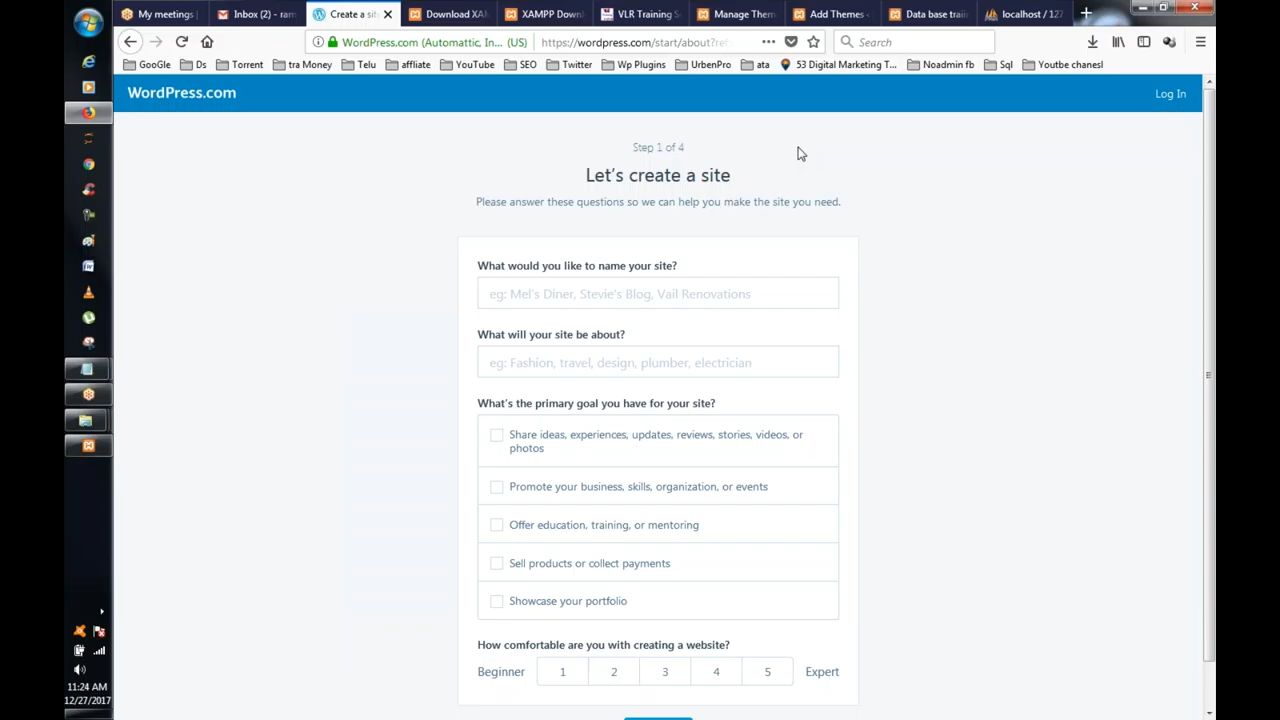 My meetings
Inbox (2) - ram
Create a sit
Download XAM
XAMPP Down
VLR Training S
Manage Them
Add Themes
Data base trai
localhost / 127
WordPress.com (Automattic, In... (US)
https://wordpress.com/start/about?re
Search
GooGle
Ds
Torrent
tra Money
Telu
affliate
YouTube
SEO
Twitter
Wp Plugins
UrbenPro
ata
53 Digital Marketing T...
Noadmin fb
Sql
Youtbe chanesl
WordPress.com
Log In
Step 1 of 4
Let's create a site
Please answer these questions so we can help you make the site you need.
What would you like to name your site?
eg: Mel's Diner, Stevie's Blog, Vail Renovations
What will your site be about?
eg: Fashion, travel, design, plumber, electrician
What's the primary goal you have for your site?
Share ideas, experiences, updates, reviews, stories, videos, or
photos
Promote your business, skills, organization, or events
Offer education, training, or mentoring
Sell products or collect payments
Showcase your portfolio
How comfortable are you with creating a website?
Beginner 1 2 3 4 5 Expert
11:24 AM
12/27/2017